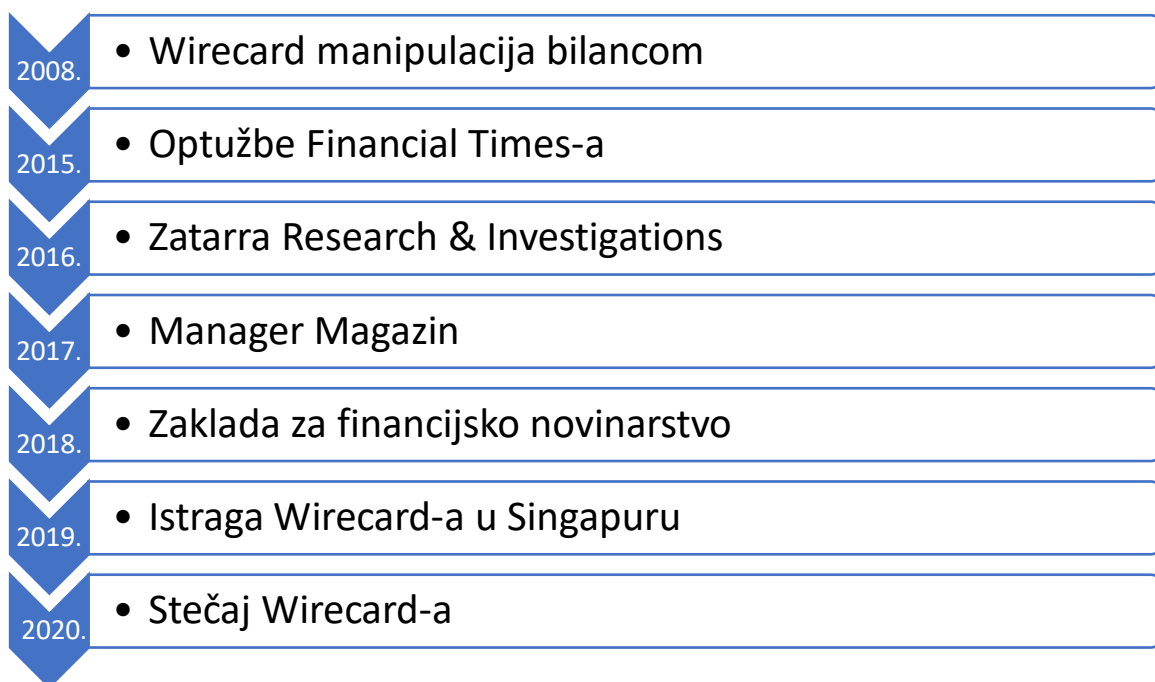 2008.
• Wirecard manipulacija bilancom
2015.
• Optužbe Financial Times-a
2016.
• Zatarra Research & Investigations
2017.
• Manager Magazin
2018.
• Zaklada za financijsko novinarstvo
2019.
• Istraga Wirecard-a u Singapuru
2020.
• Stečaj Wirecard-a